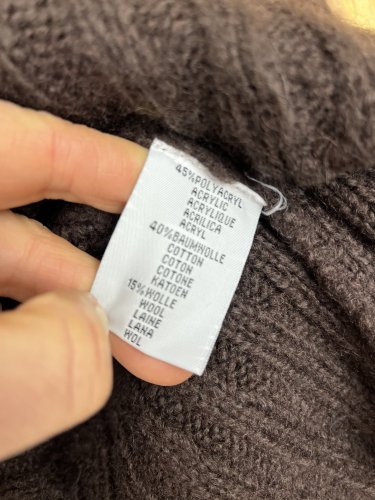 45%POLYACRYL
ACRYLIC
ACRYLIQUE
ACRILICA
ACRYL
40%BAUMWOLLE
COTTON
COTON
COTONE
KATOEN
15%WOLLE
WOOL
LAINE
LANA
WOL